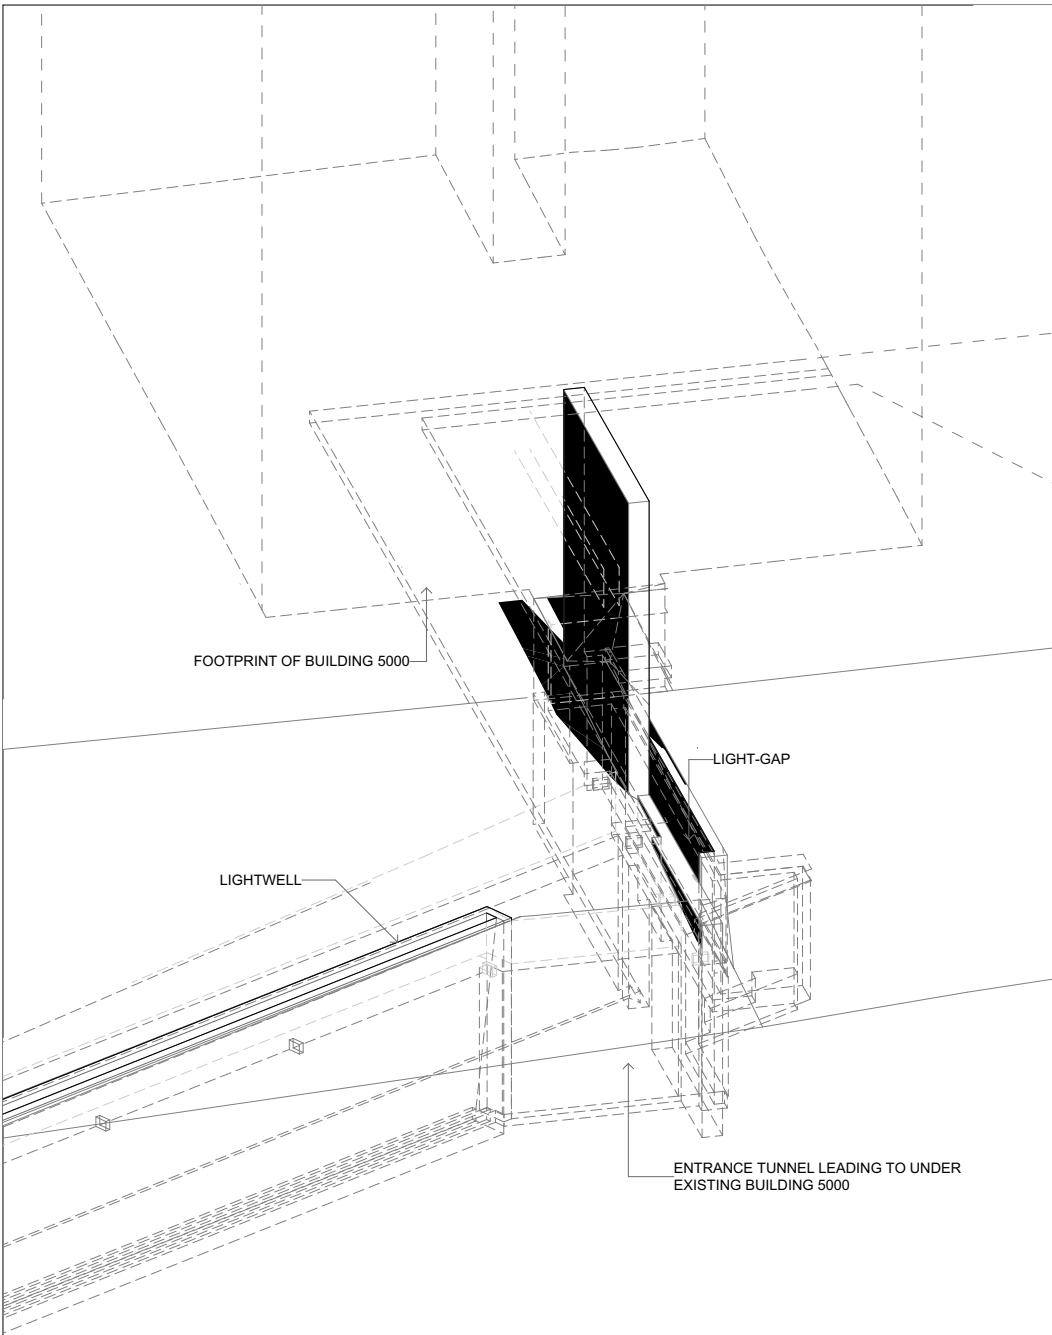 FOOTPRINT OF BUILDING 5000
LIGHT-GAP
LIGHTWELL
ENTRANCE TUNNEL LEADING TO UNDER
EXISTING BUILDING 5000